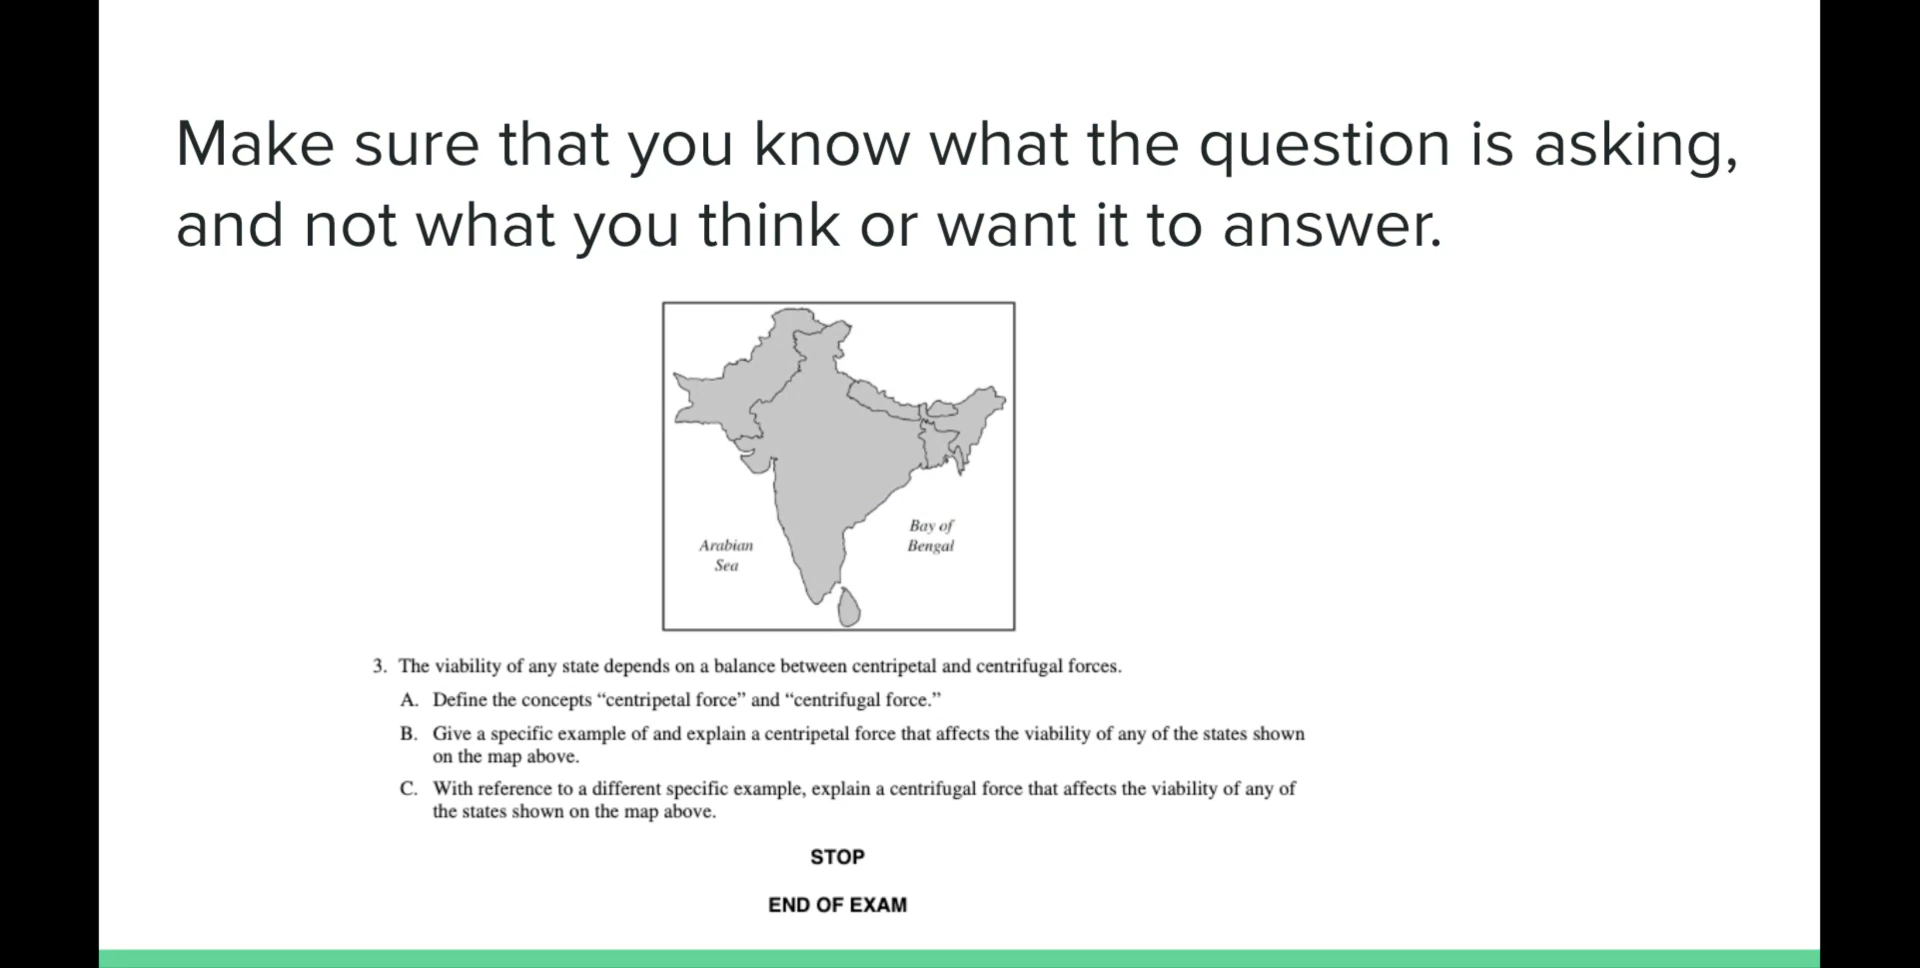 Make sure that you know what the question is asking,
and not what you think or want it to answer.
Arabian
Sea
Bay of
Bengal
3. The viability of any state depends on a balance between centripetal and centrifugal forces.
A. Define the concepts “centripetal force” and “centrifugal force.”
B. Give a specific example of and explain a centripetal force that affects the viability of any of the states shown
on the map above.
C. With reference to a different specific example, explain a centrifugal force that affects the viability of any of
the states shown on the map above.
STOP
END OF EXAM